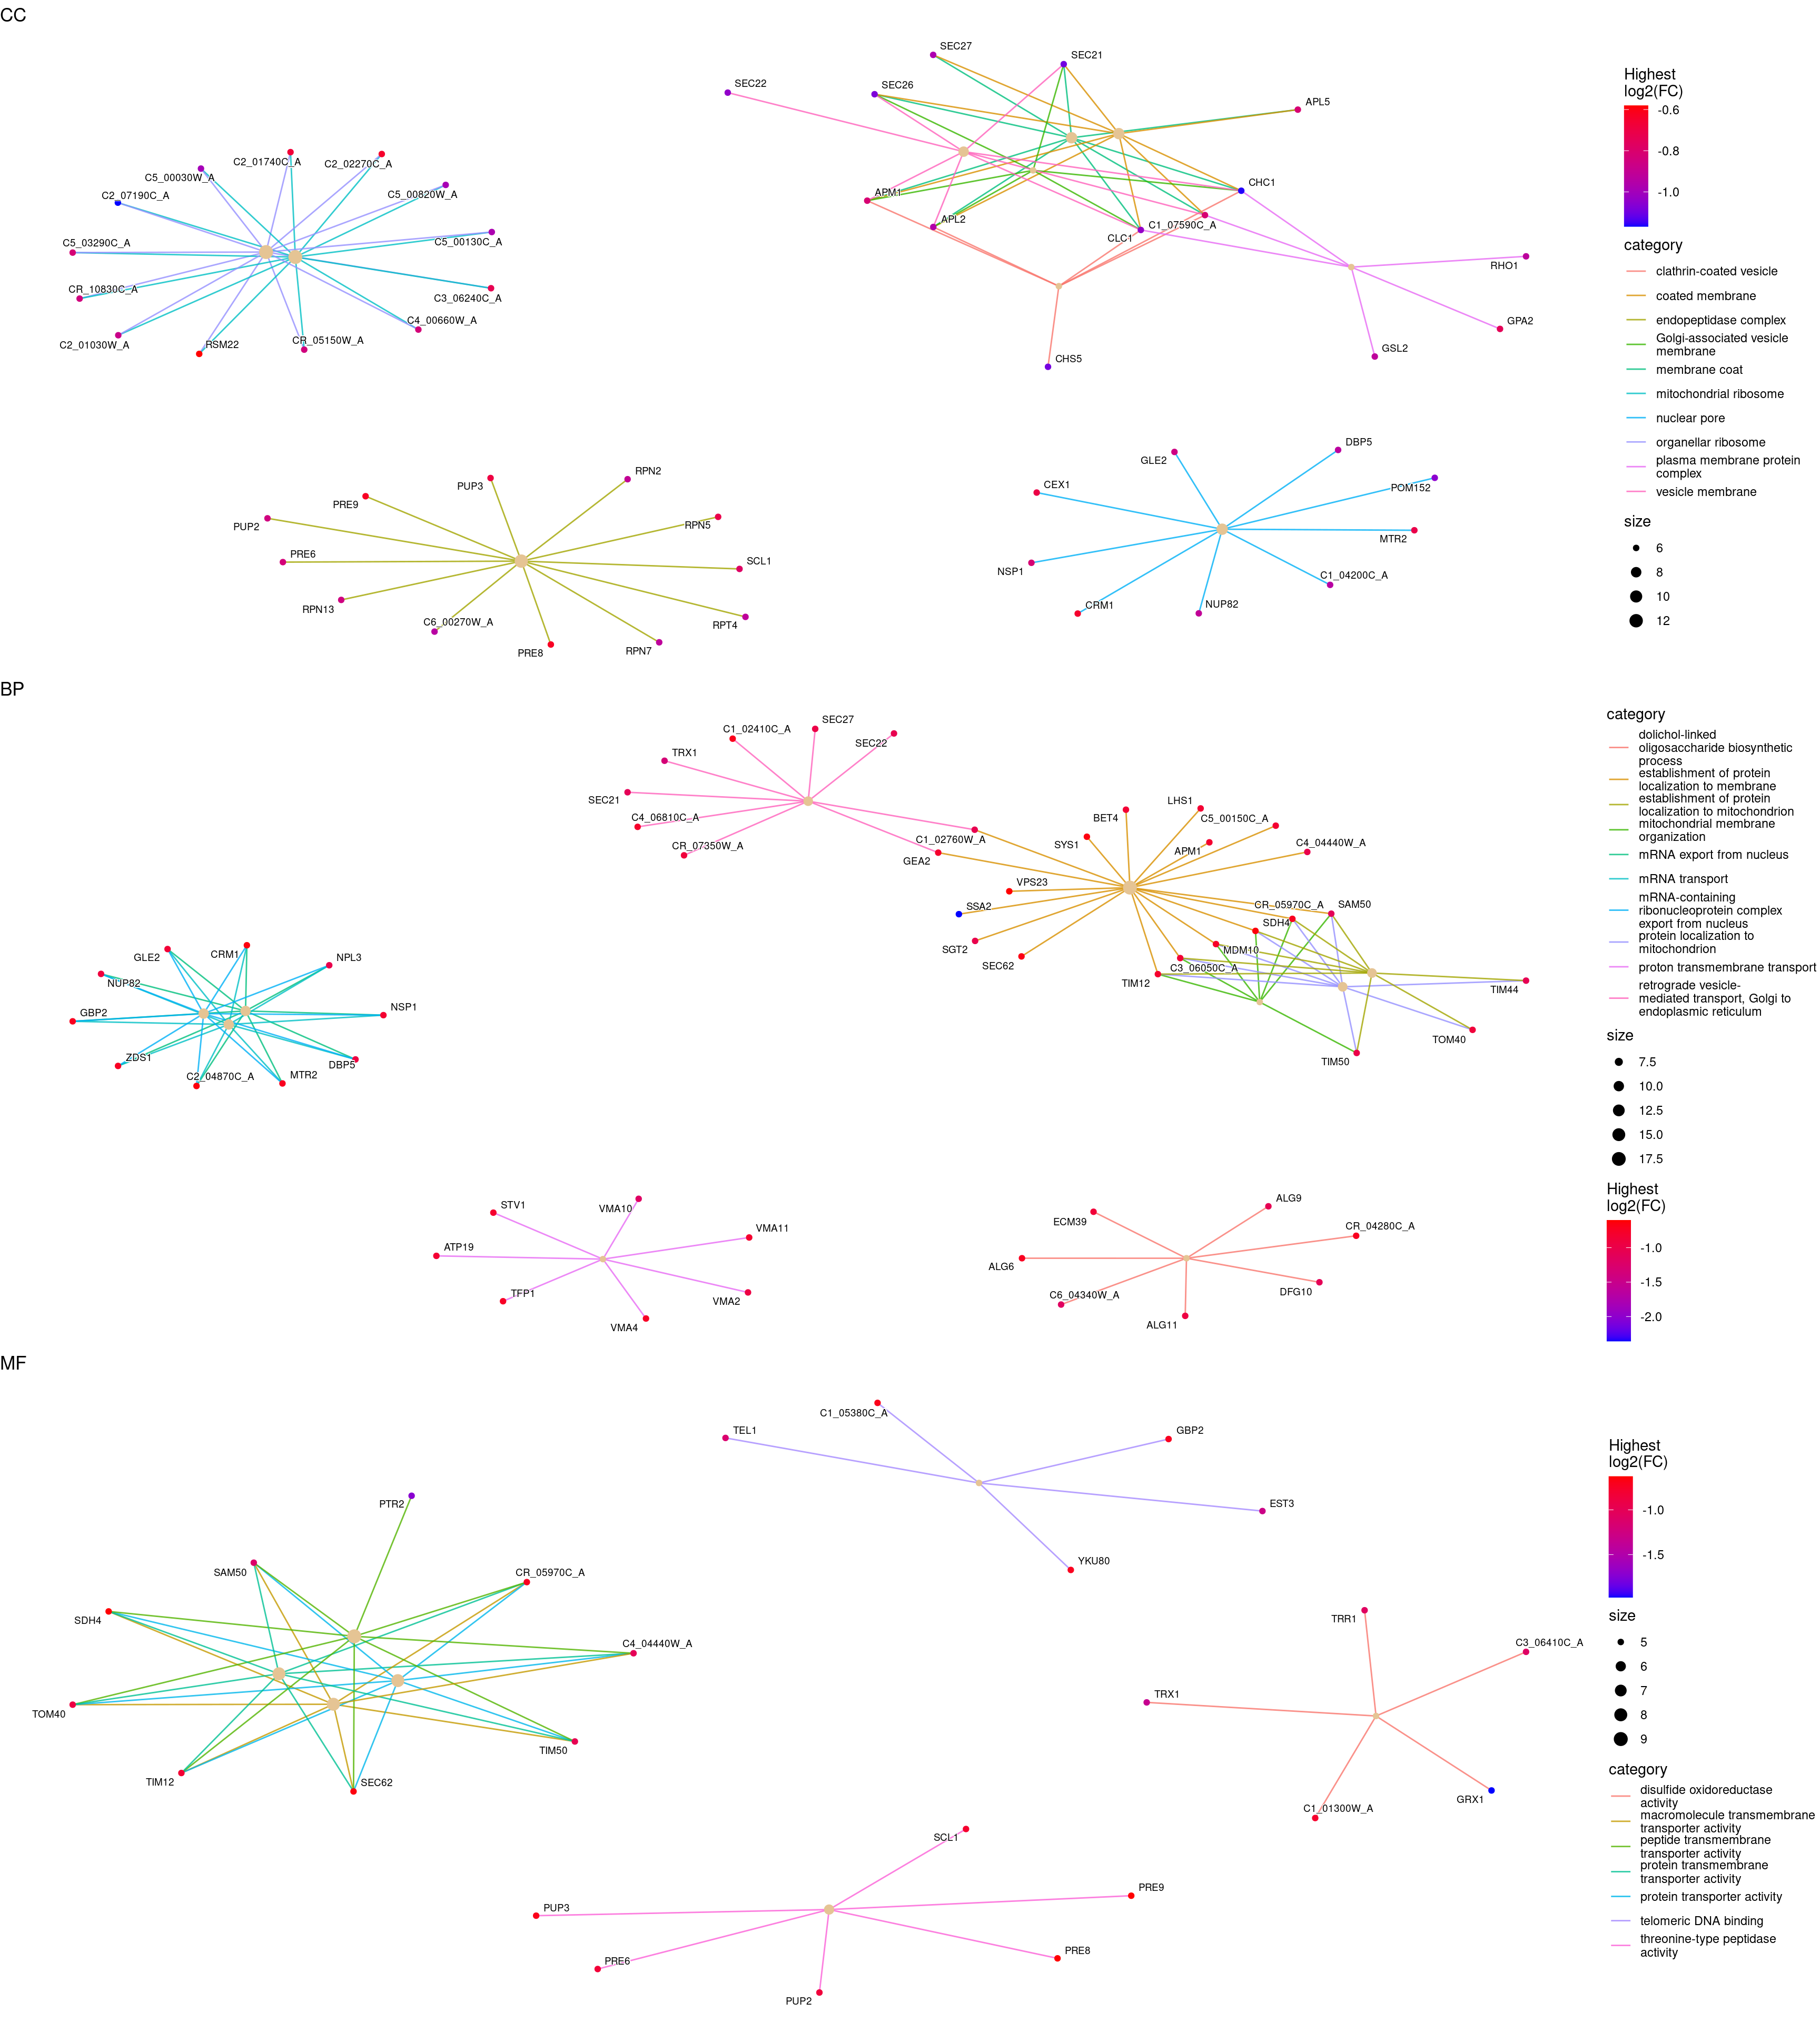 CC
SEC27
SEC21
SEC22
SEC26
APL5
C2_01740C_A
C2_02270C_A
C5_00030W_A
C2_07190C_A
C5_00820W_A
CHC1
APM1
APL2
C5_03290C_A
C5_00130C_A
C1_07590C_A
CLC1
RHO1
CR_10830C_A
C3_06240C_A
C4_00660W_A
GPA2
C2_01030W_A
RSM22
CR_05150W_A
GSL2
CHS5
RPN2
PUP3
PRE9
PUP2
RPN5
PRE6
SCL1
RPN13
C6_00270W_A
RPT4
PRE8
RPN7
DBP5
GLE2
CEX1
POM152
MTR2
NSP1
C1_04200C_A
CRM1
NUP82
Highest
log2(FC)
-0.6
-0.8
-1.0
category
clathrin-coated vesicle
coated membrane
endopeptidase complex
Golgi-associated vesicle
membrane
membrane coat
mitochondrial ribosome
nuclear pore
organellar ribosome
plasma membrane protein
complex
vesicle membrane
size
6
8
10
12
BP
SEC27
C1_02410C_A
SEC22
TRX1
SEC21
C4_06810C_A
CR_07350W_A
C1_02760W_A
GEA2
LHS1
BET4
C5_00150C_A
SYS1
APM1
C4_04440W_A
VPS23
SSA2
CR_05970C_A
SAM50
SDH4
SGT2
MDM10
SEC62
C3_06050C_A
TIM12
TIM44
TOM40
TIM50
GLE2
CRM1
NPL3
NUP82
GBP2
NSP1
ZDS1
C2_04870C_A
MTR2
DBP5
STV1
VMA10
VMA11
ATP19
TFP1
VMA2
VMA4
ALG9
ECM39
CR_04280C_A
ALG6
C6_04340W_A
DFG10
ALG11
category
dolichol-linked
oligosaccharide biosynthetic
process
establishment of protein
localization to membrane
establishment of protein
localization to mitochondrion
mitochondrial membrane
organization
mRNA export from nucleus
mRNA transport
mRNA-containing
ribonucleoprotein complex
export from nucleus
protein localization to
mitochondrion
proton transmembrane transport
retrograde vesicle-
mediated transport, Golgi to
endoplasmic reticulum
size
7.5
10.0
12.5
15.0
17.5
Highest
log2(FC)
-1.0
-1.5
-2.0
MF
C1_05380C_A
TEL1
GBP2
EST3
YKU80
PTR2
SAM50
CR_05970C_A
SDH4
C4_04440W_A
TOM40
TIM50
TIM12
SEC62
TRR1
C3_06410C_A
TRX1
GRX1
C1_01300W_A
SCL1
PRE9
PUP3
PRE8
PRE6
PUP2
Highest
log2(FC)
-1.0
-1.5
size
5
6
7
8
9
category
disulfide oxidoreductase
activity
macromolecule transmembrane
transporter activity
peptide transmembrane
transporter activity
protein transmembrane
transporter activity
protein transporter activity
telomeric DNA binding
threonine-type peptidase
activity